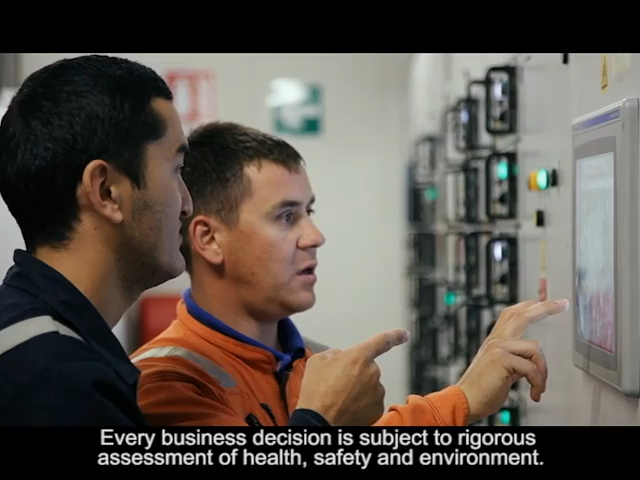 Every business decision is subject to rigorous
assessment of health, safety and environment.